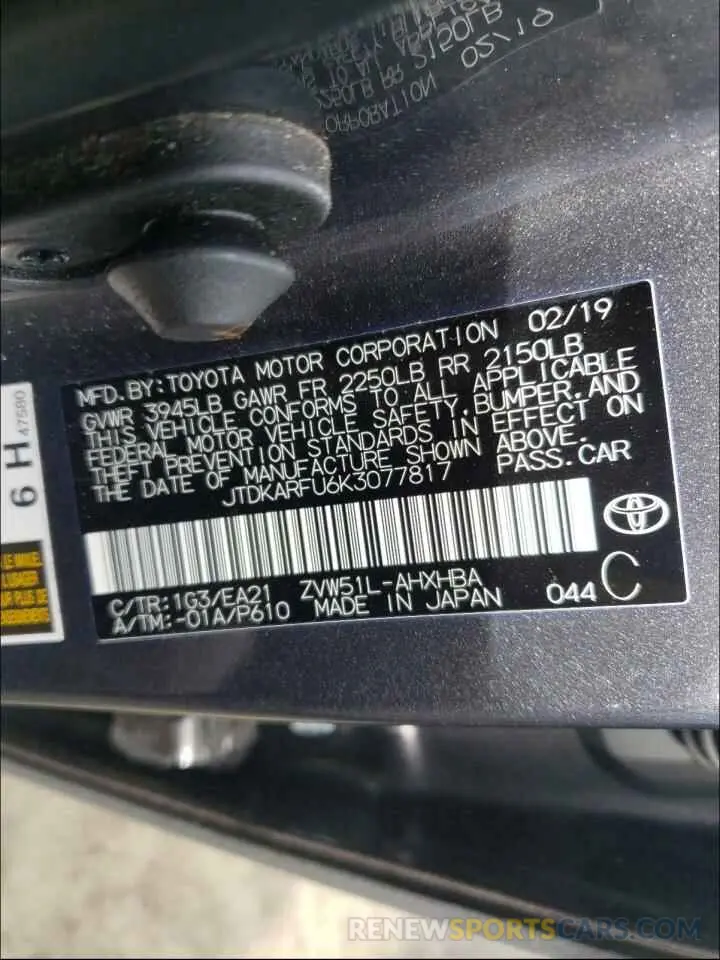 MFD. BY: TOYOTA MOTOR CORPORATION 02/19
GVWR 3945LB GAWR FR 2250LB RR 2150LB
THIS VEHICLE CONFORMS TO ALL APPLICABLE
FEDERAL MOTOR VEHICLE SAFETY, BUMPER, AND
THEFT PREVENTION STANDARDS IN EFFECT ON
THE DATE OF MANUFACTURE SHOWN ABOVE.
JTDKARFU6K3077817 PASS. CAR
C/TR: 1G3/EA21 ZVW51L-AHXHBA
A/TM: -01A/P610 MADE IN JAPAN 044 C
6 H 47580
RENEWSPORTSCARS.COM